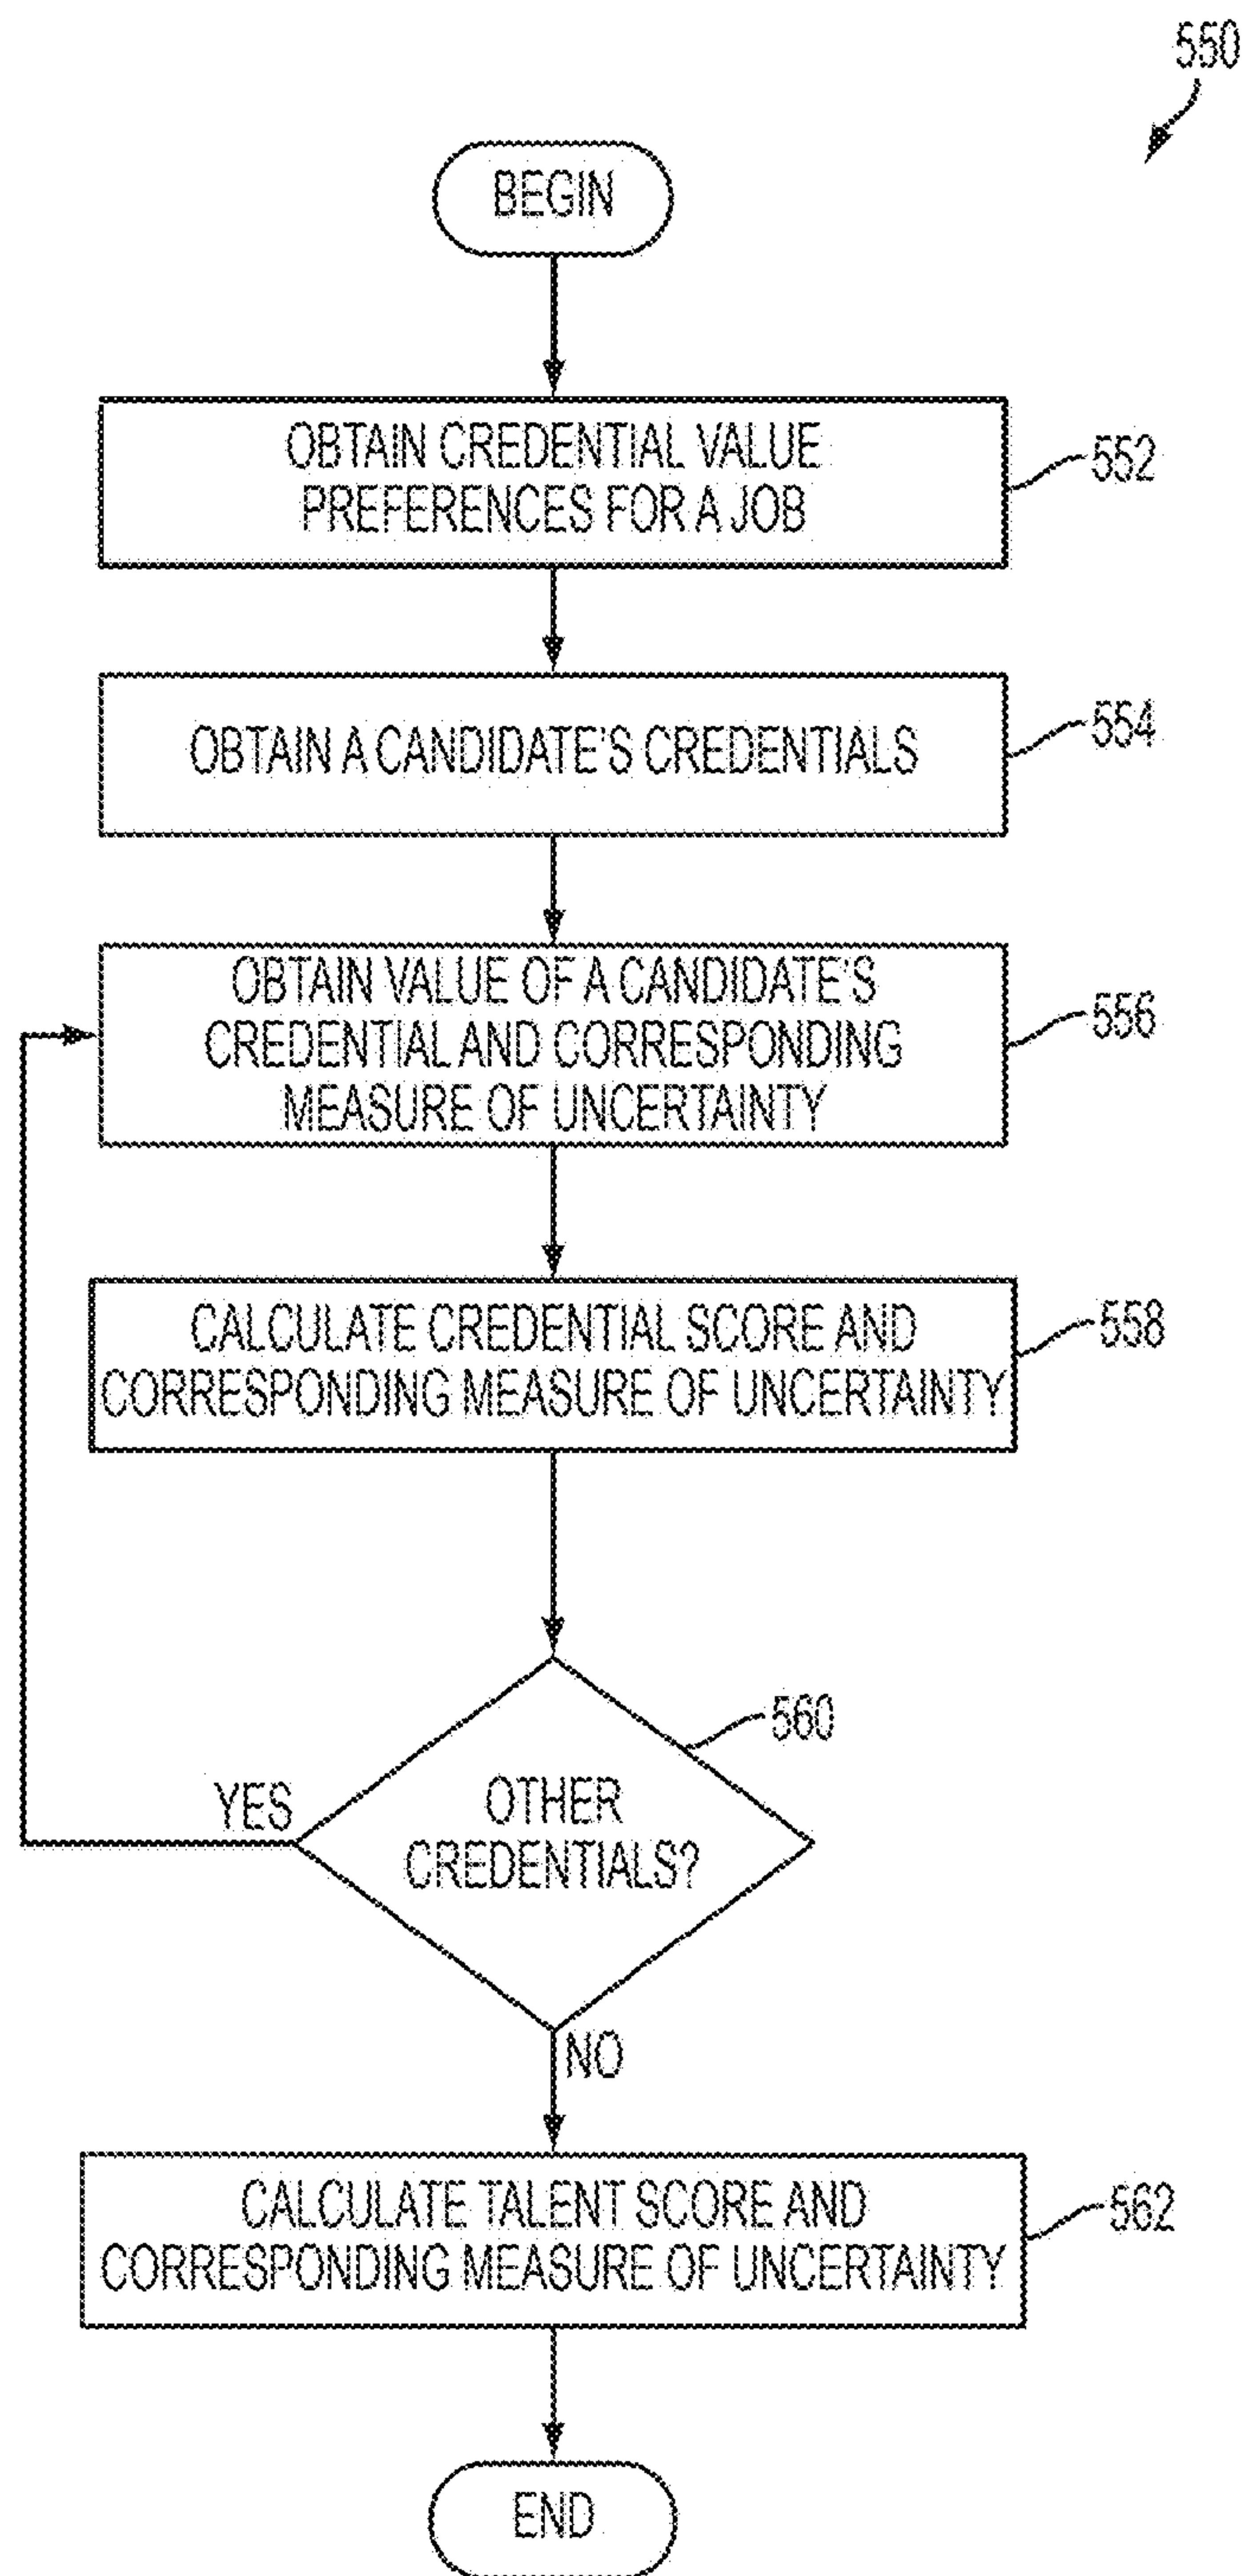 550
BEGIN
OBTAIN CREDENTIAL VALUE
PREFERENCES FOR A JOB
552
OBTAIN A CANDIDATE'S CREDENTIALS
554
OBTAIN VALUE OF A CANDIDATE'S
CREDENTIAL AND CORRESPONDING
MEASURE OF UNCERTAINTY
556
CALCULATE CREDENTIAL SCORE AND
CORRESPONDING MEASURE OF UNCERTAINTY
558
560
YES
OTHER
CREDENTIALS?
NO
CALCULATE TALENT SCORE AND
CORRESPONDING MEASURE OF UNCERTAINTY
562
END